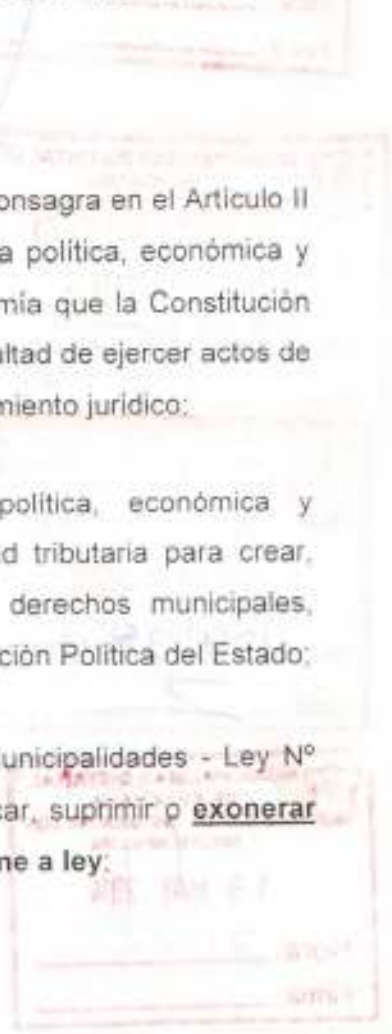 onsagra en el Artículo II
a política, económica y
mía que la Constitución
ultad de ejercer actos de
miento jurídico;
política, económica y
d tributaria para crear,
derechos municipales,
ción Política del Estado;
unicipalidades - Ley Nº
car, suprimir o exonerar
ne a ley;